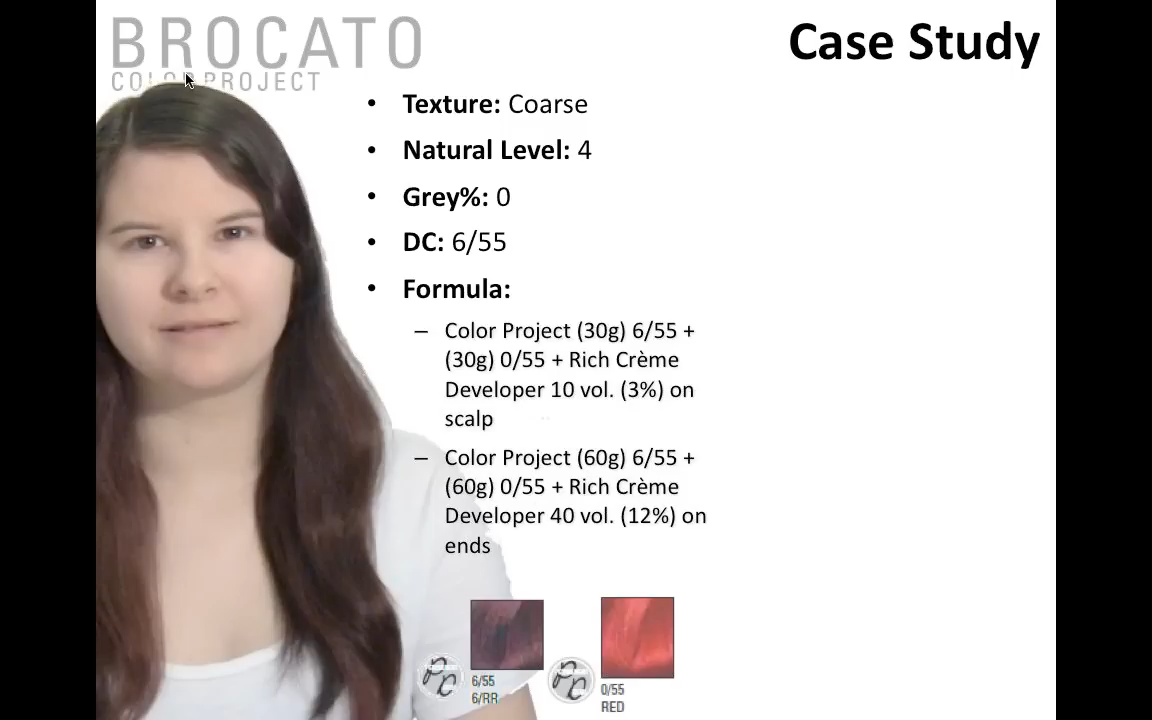 BROCATO
COLOR PROJECT
Case Study
• Texture: Coarse
• Natural Level: 4
• Grey%: 0
• DC: 6/55
• Formula:
– Color Project (30g) 6/55 +
(30g) 0/55 + Rich Crème
Developer 10 vol. (3%) on
scalp
– Color Project (60g) 6/55 +
(60g) 0/55 + Rich Crème
Developer 40 vol. (12%) on
ends
PC
6/55
6/RR
PC
0/55
RED